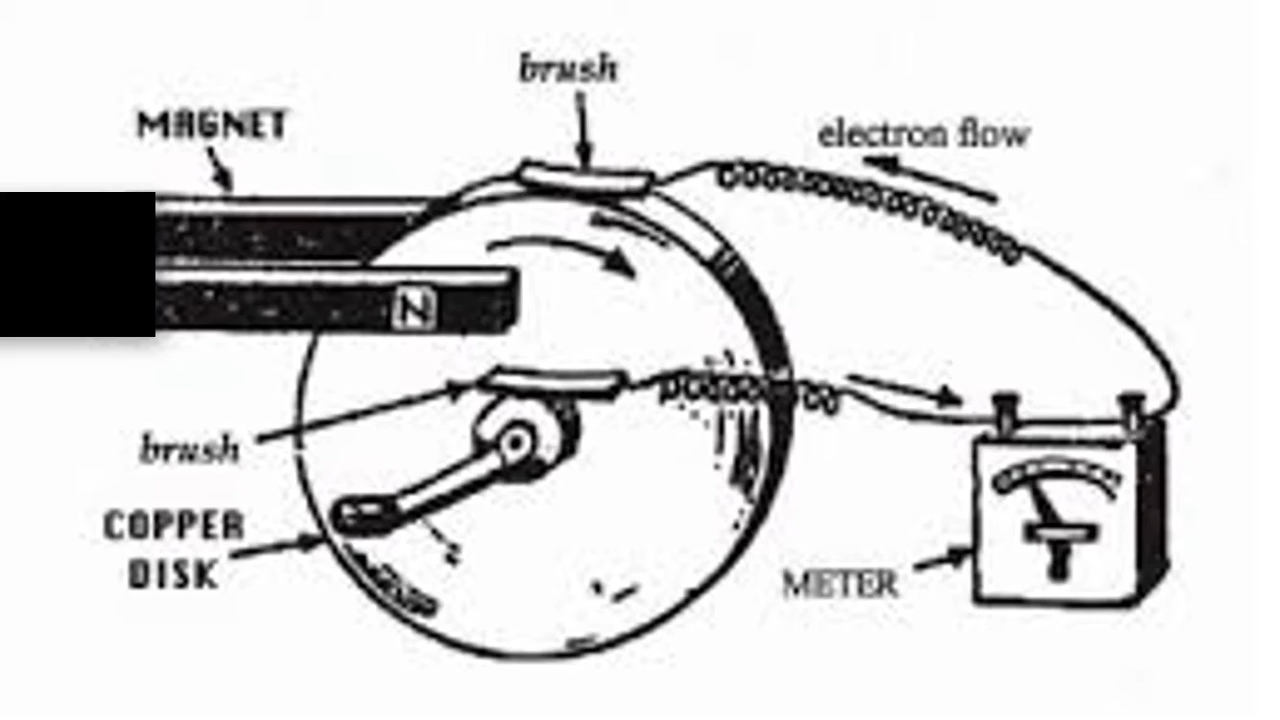 brush
MAGNET
electron flow
N
brush
COPPER
DISK
METER